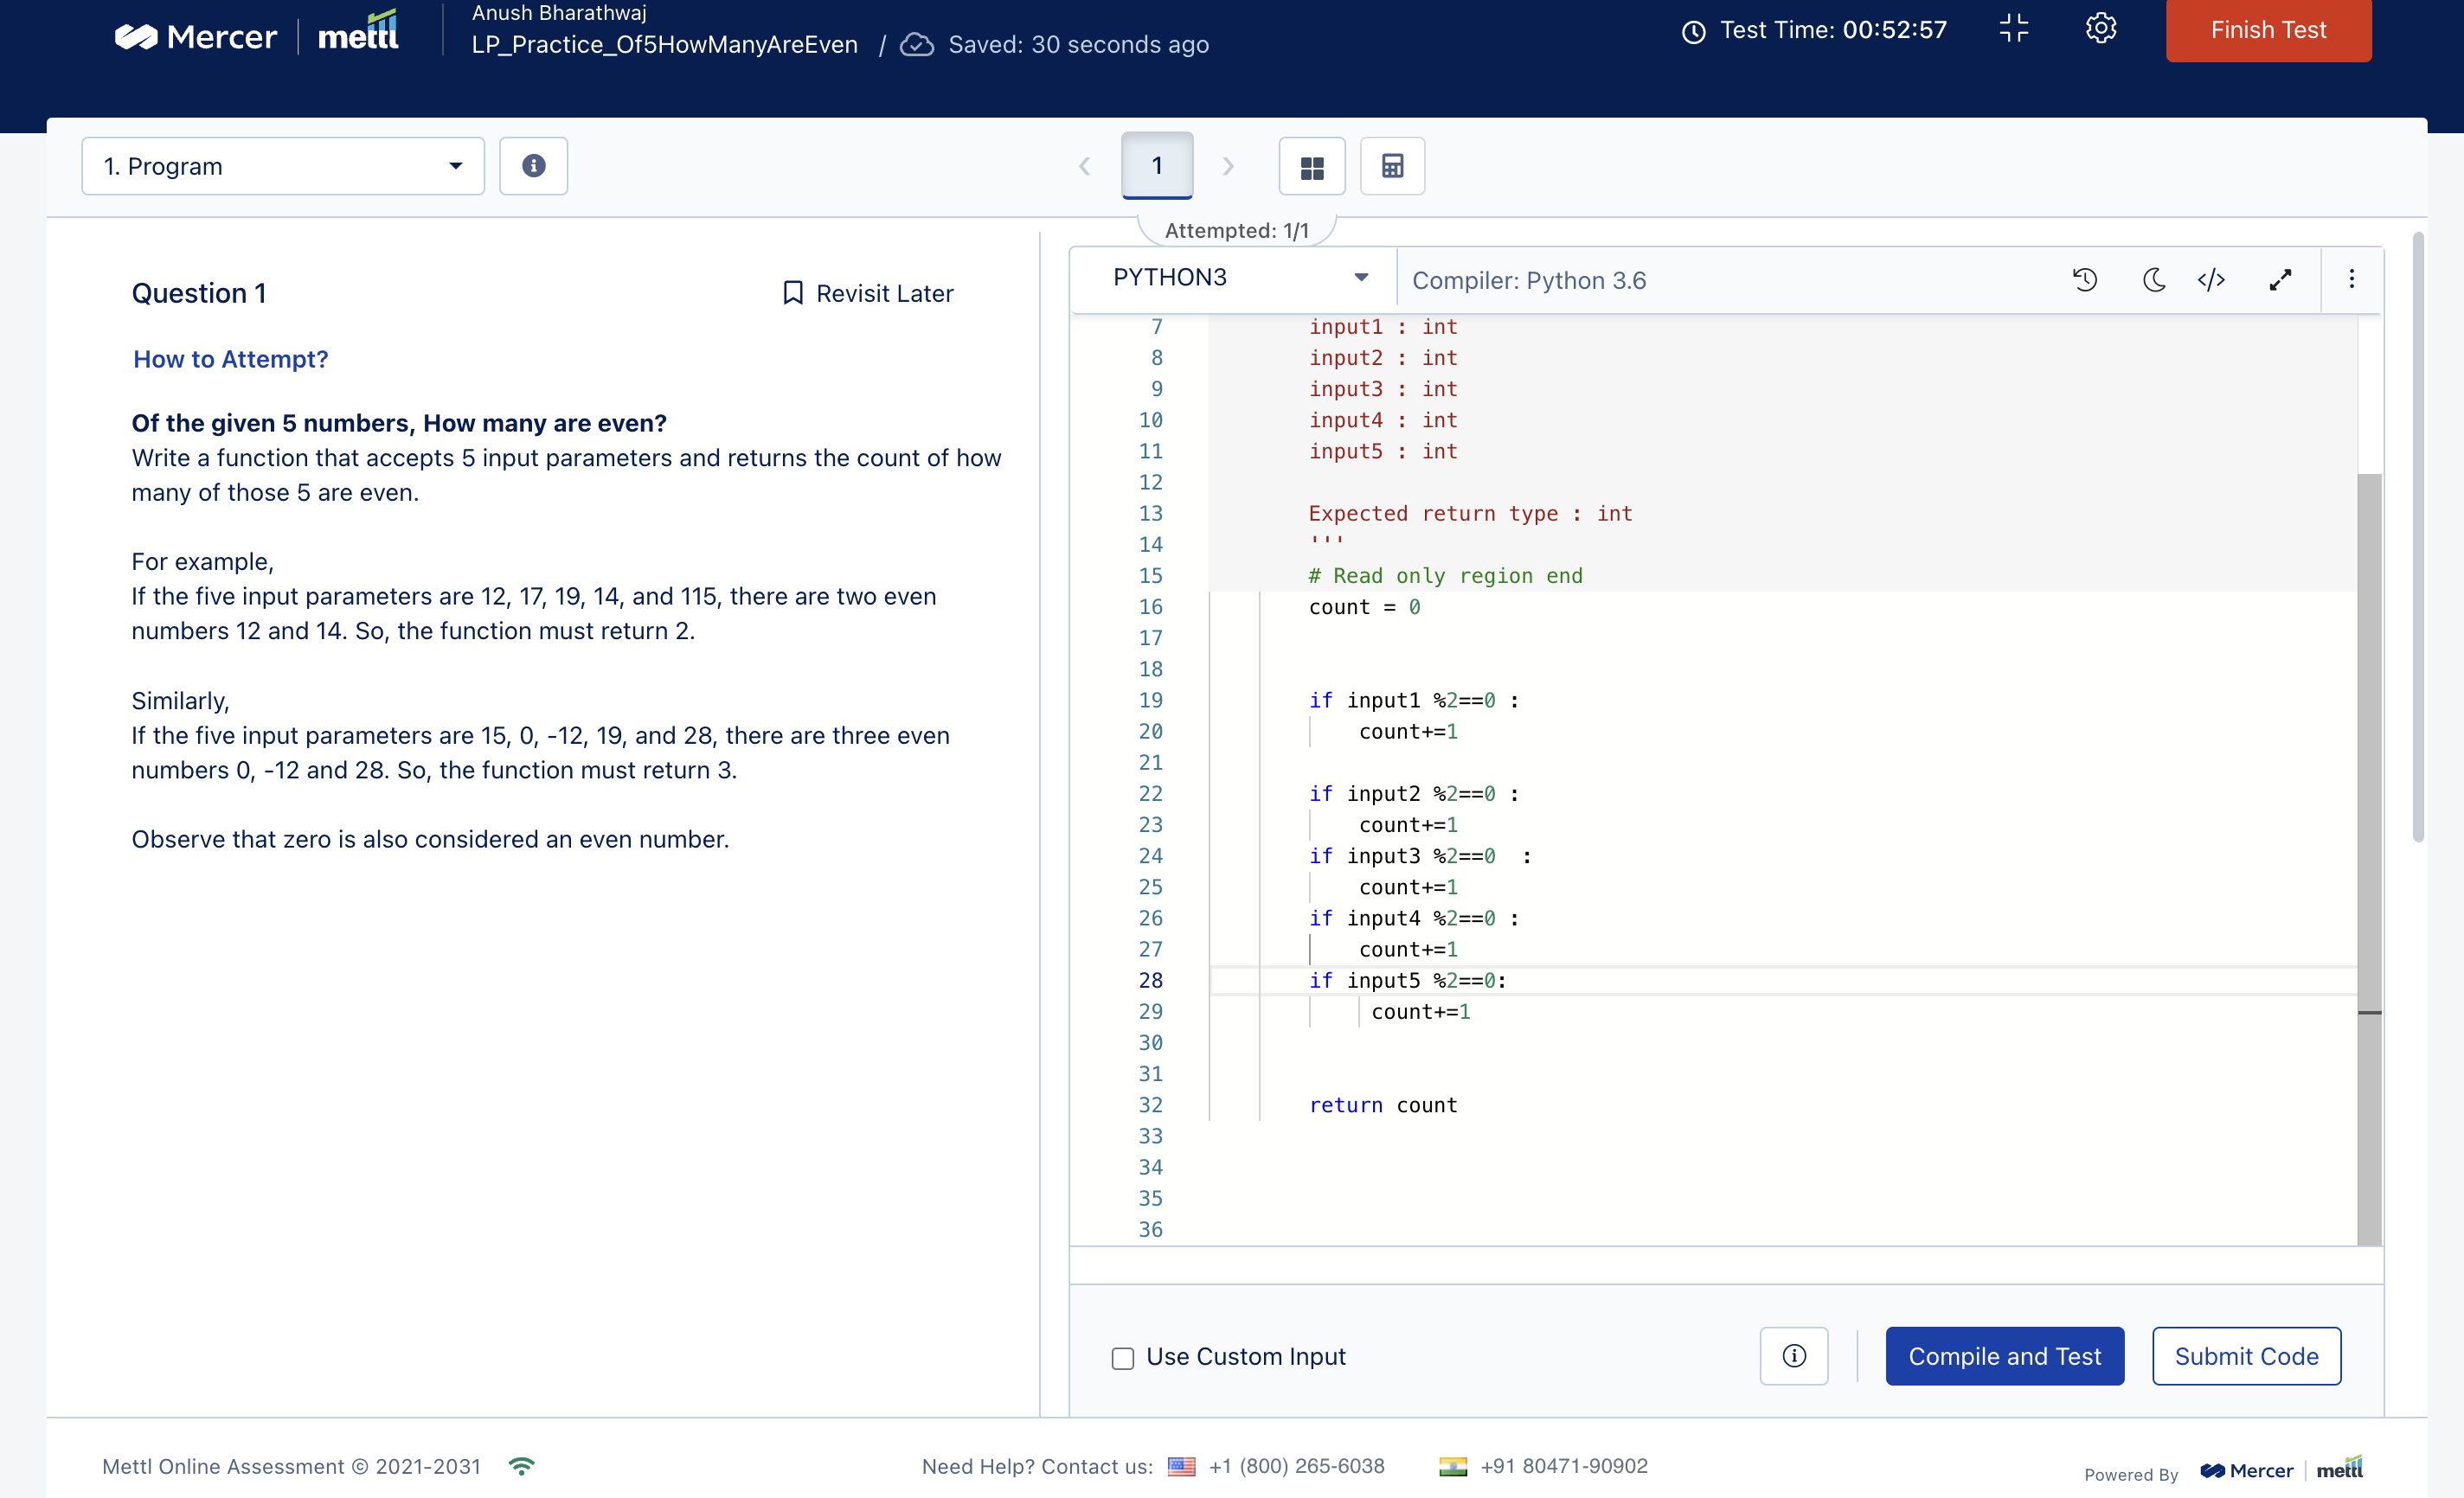 Mercer mettl
Anush Bharathwaj
LP_Practice_Of5HowManyAreEven / Saved: 30 seconds ago
Test Time: 00:52:57
Finish Test
1. Program
1
Attempted: 1/1
Question 1
Revisit Later
How to Attempt?
Of the given 5 numbers, How many are even?
Write a function that accepts 5 input parameters and returns the count of how
many of those 5 are even.
For example,
If the five input parameters are 12, 17, 19, 14, and 115, there are two even
numbers 12 and 14. So, the function must return 2.
Similarly,
If the five input parameters are 15, 0, -12, 19, and 28, there are three even
numbers 0, -12 and 28. So, the function must return 3.
Observe that zero is also considered an even number.
PYTHON3
Compiler: Python 3.6
</>
7 input1 : int
8 input2 : int
9 input3 : int
10 input4 : int
11 input5 : int
12
13 Expected return type : int
14 '''
15 # Read only region end
16 count = 0
17
18
19 if input1 %2==0 :
20 count+=1
21
22 if input2 %2==0 :
23 count+=1
24 if input3 %2==0  :
25 count+=1
26 if input4 %2==0 :
27 count+=1
28 if input5 %2==0:
29 count+=1
30
31
32 return count
33
34
35
36
Use Custom Input
Compile and Test
Submit Code
Mettl Online Assessment © 2021-2031
Need Help? Contact us: +1 (800) 265-6038 +91 80471-90902
Powered By Mercer mettl